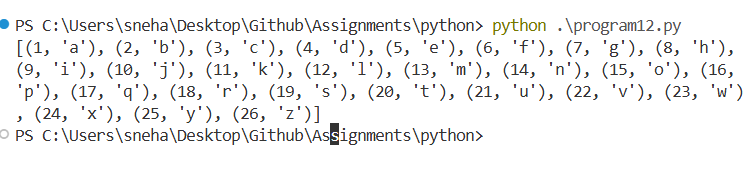 PS C:\Users\sneha\Desktop\Github\Assignments\python> python .\program12.py
[(1, 'a'), (2, 'b'), (3, 'c'), (4, 'd'), (5, 'e'), (6, 'f'), (7, 'g'), (8, 'h'),
(9, 'i'), (10, 'j'), (11, 'k'), (12, 'l'), (13, 'm'), (14, 'n'), (15, 'o'), (16,
'p'), (17, 'q'), (18, 'r'), (19, 's'), (20, 't'), (21, 'u'), (22, 'v'), (23, 'w')
, (24, 'x'), (25, 'y'), (26, 'z')]
PS C:\Users\sneha\Desktop\Github\Assignments\python>